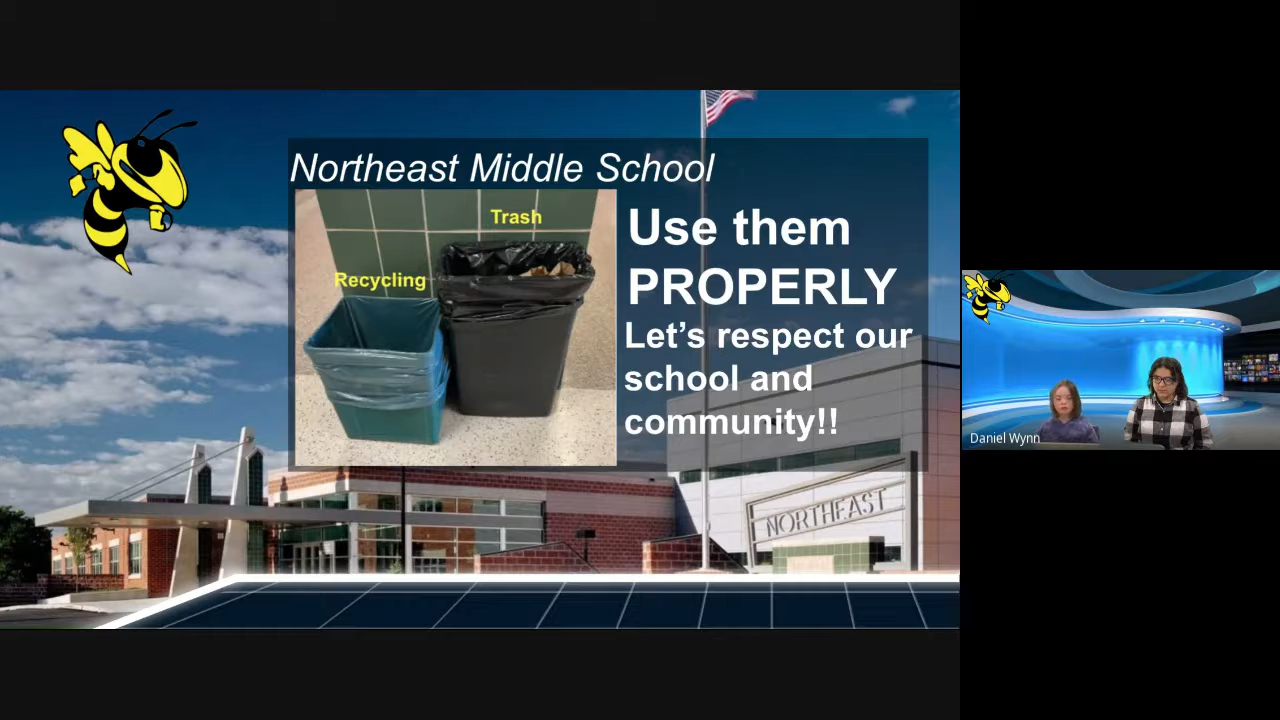 Northeast Middle School
Trash
Recycling
Use them
PROPERLY
Let's respect our
school and
community!!
NORTHEAST
Daniel Wynn